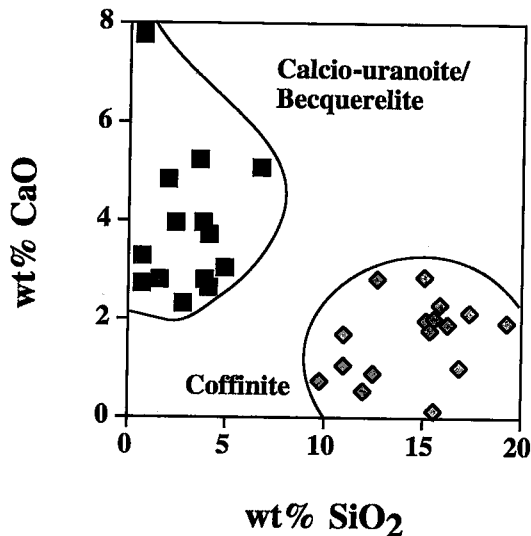 8
Calcio-uranoite/
Becquerelite
6
wt% CaO
4
2
Coffinite
0
0 5 10 15 20
wt% SiO2